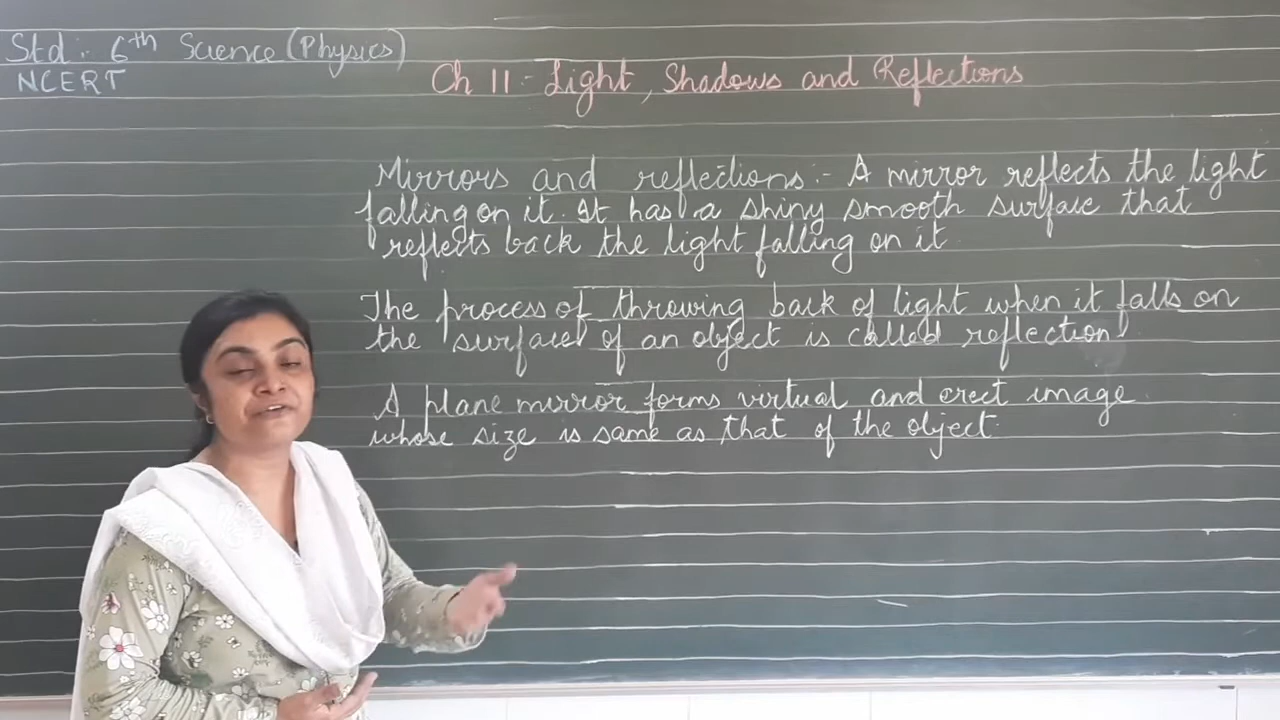 Std:- 6th Science (Physics)
NCERT
Ch 11:- Light, Shadows and Reflections
Mirrors and reflections:- A mirror reflects the light
falling on it. It has a shiny smooth surface that
reflects back the light falling on it
The process of throwing back of light when it falls on
the surface of an object is called reflection.
A plane mirror forms virtual and erect image
whose size is same as that of the object.